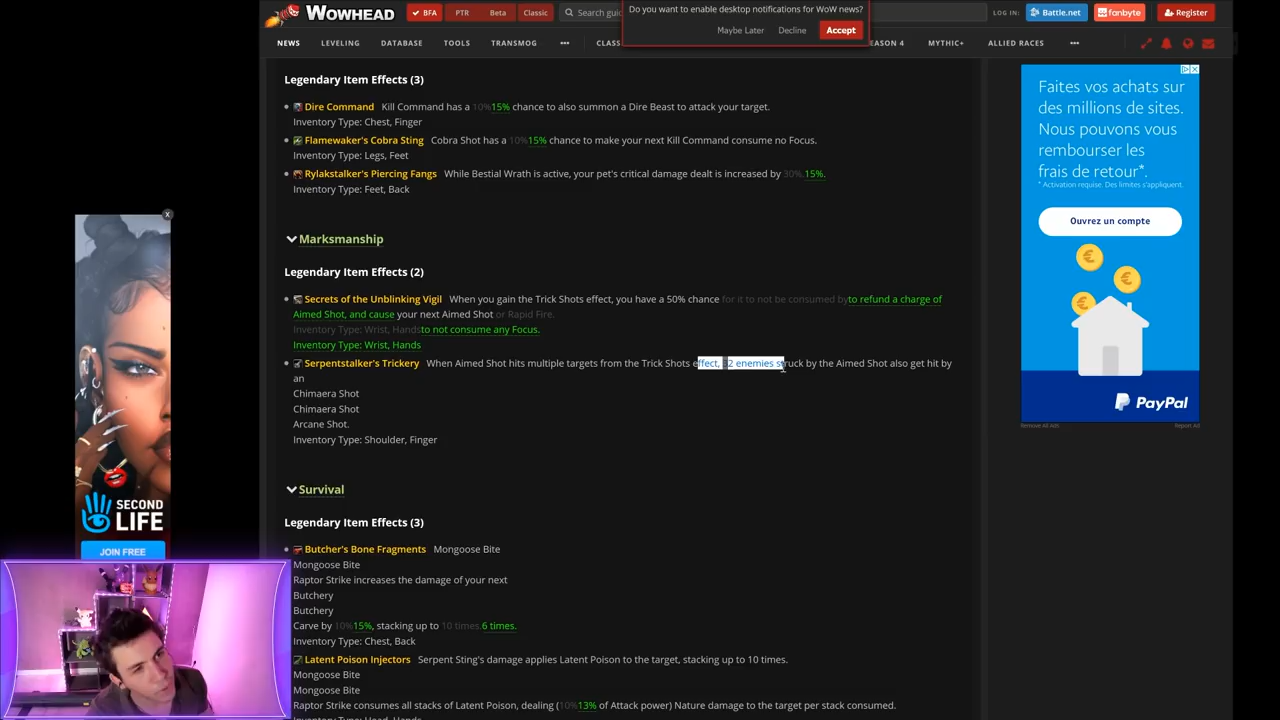 WOWHEAD
BFA
PTR
Beta
Classic
Search gui
Do you want to enable desktop notifications for WoW news?
Maybe Later
Decline
Accept
LOG IN:
Battle.net
fanbyte
Register
NEWS
LEVELING
DATABASE
TOOLS
TRANSMOG
CLASS
EASON 4
MYTHIC+
ALLIED RACES
Legendary Item Effects (3)
Dire Command Kill Command has a 10%15% chance to also summon a Dire Beast to attack your target.
Inventory Type: Chest, Finger
Flamewaker's Cobra Sting Cobra Shot has a 10%15% chance to make your next Kill Command consume no Focus.
Inventory Type: Legs, Feet
Rylakstalker's Piercing Fangs While Bestial Wrath is active, your pet's critical damage dealt is increased by 30%.15%.
Inventory Type: Feet, Back
Marksmanship
Legendary Item Effects (2)
Secrets of the Unblinking Vigil When you gain the Trick Shots effect, you have a 50% chance for it to not be consumed byto refund a charge of
Aimed Shot, and cause your next Aimed Shot or Rapid Fire.
Inventory Type: Wrist, Handsto not consume any Focus.
Inventory Type: Wrist, Hands
Serpentstalker's Trickery When Aimed Shot hits multiple targets from the Trick Shots effect, 2 enemies struck by the Aimed Shot also get hit by
an
Chimaera Shot
Chimaera Shot
Arcane Shot.
Inventory Type: Shoulder, Finger
Survival
Legendary Item Effects (3)
Butcher's Bone Fragments Mongoose Bite
Mongoose Bite
Raptor Strike increases the damage of your next
Butchery
Butchery
Carve by 10%15%, stacking up to 10 times.6 times.
Inventory Type: Chest, Back
Latent Poison Injectors Serpent Sting's damage applies Latent Poison to the target, stacking up to 10 times.
Mongoose Bite
Mongoose Bite
Raptor Strike consumes all stacks of Latent Poison, dealing (10%13% of Attack power) Nature damage to the target per stack consumed.
Faites vos achats sur
des millions de sites.
Nous pouvons vous
rembourser les
frais de retour*.
* Activation requise. Des limites s'appliquent.
Ouvrez un compte
PayPal
Remove All Ads
Report Ad
X
SECOND
LIFE
JOIN FREE